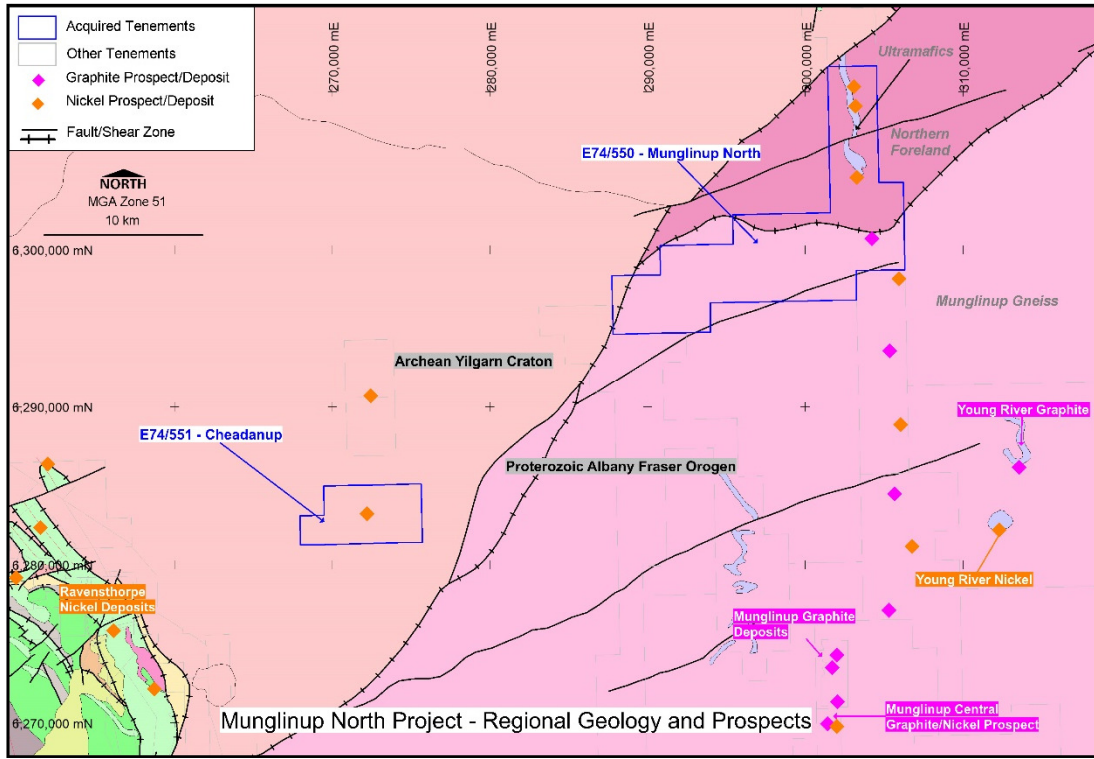 Acquired Tenements
Other Tenements
Graphite Prospect/Deposit
Nickel Prospect/Deposit
Fault/Shear Zone
NORTH
MGA Zone 51
10 km
270,000 mE
280,000 mE
290,000 mE
300,000 mE
310,000 mE
Ultramafics
Northern
Foreland
E74/550 - Munglinup North
6,300,000 mN
Munglinup Gneiss
Archean Yilgarn Craton
6,290,000 mN
Young River Graphite
E74/551 - Cheadanup
Proterozoic Albany Fraser Orogen
6,280,000 mN
Young River Nickel
Ravensthorpe
Nickel Deposits
Munglinup Graphite
Deposits
Munglinup Central
Graphite/Nickel Prospect
6,270,000 mN
Munglinup North Project - Regional Geology and Prospects